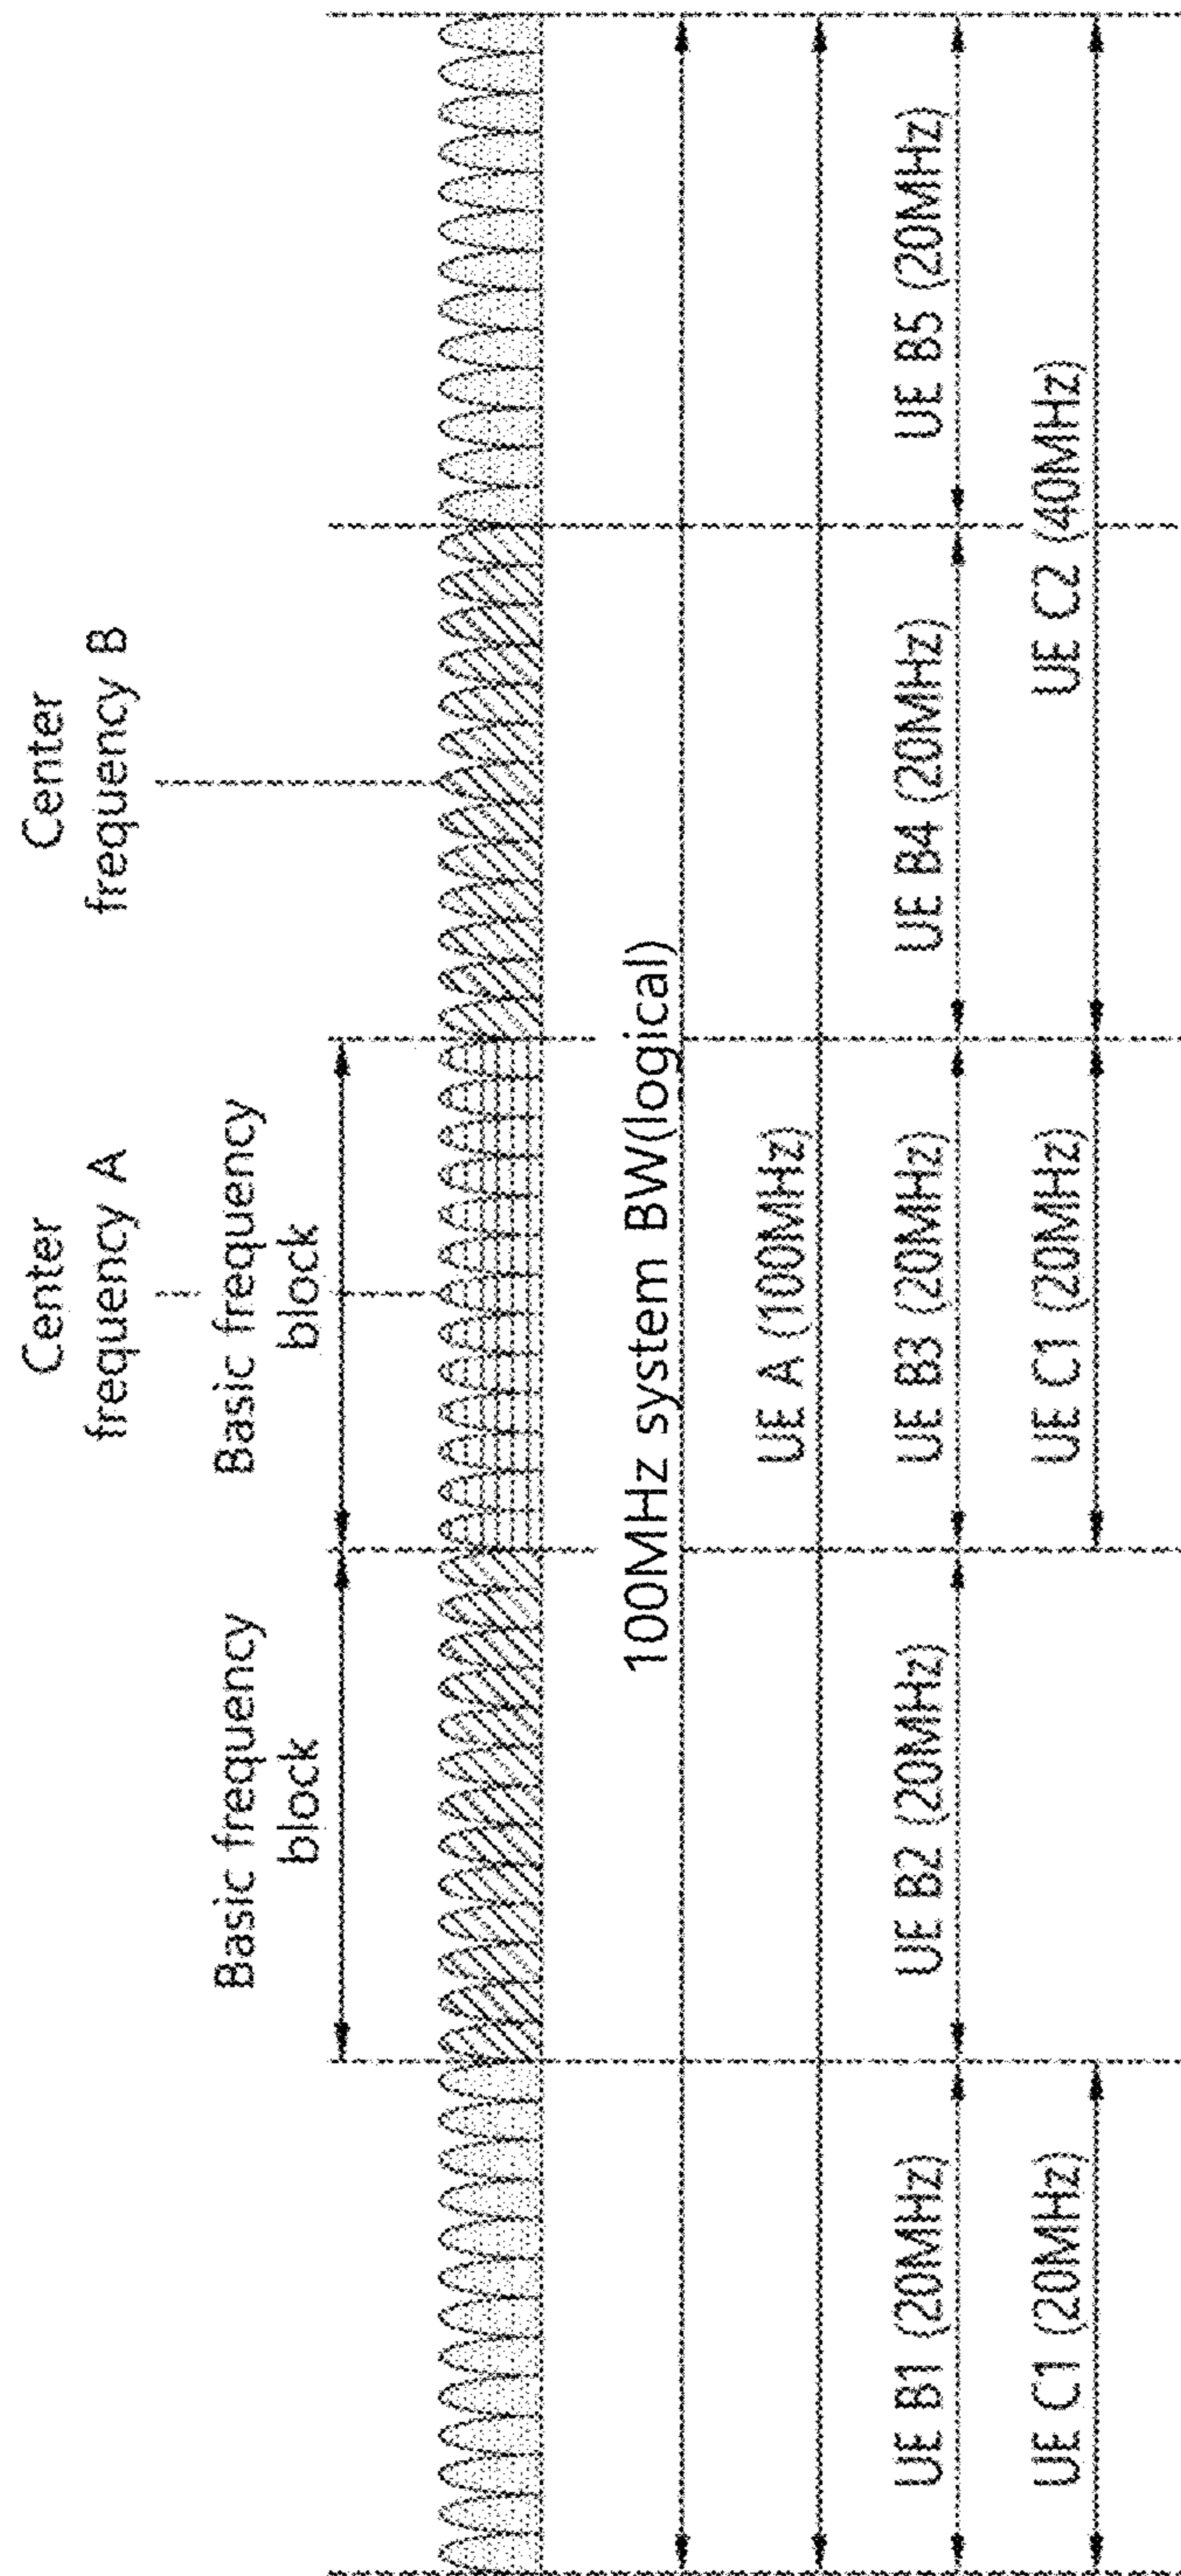 Center
frequency A
Center
frequency B
Basic frequency
block
Basic frequency
block
100MHz system BW(logical)
UE A (100MHz)
UE B1 (20MHz)
UE B2 (20MHz)
UE B3 (20MHz)
UE B4 (20MHz)
UE B5 (20MHz)
UE C1 (20MHz)
UE C1 (20MHz)
UE C2 (40MHz)